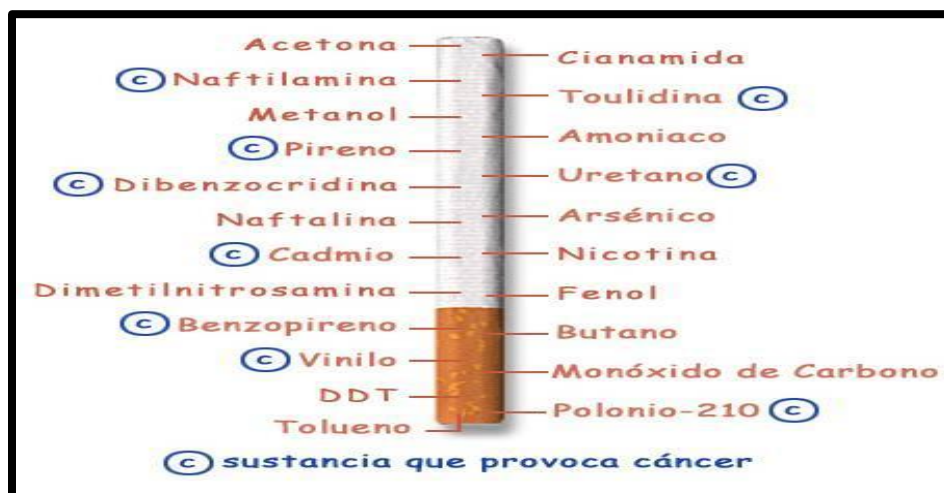 Acetona
c Naftilamina
Metanol
c Pireno
c Dibenzocridina
Naftalina
c Cadmio
Dimetilnitrosamina
c Benzopireno
c Vinilo
DDT
Tolueno
Cianamida
Toulidina c
Amoniaco
Uretano c
Arsénico
Nicotina
Fenol
Butano
Monóxido de Carbono
Polonio-210 c
c sustancia que provoca cáncer